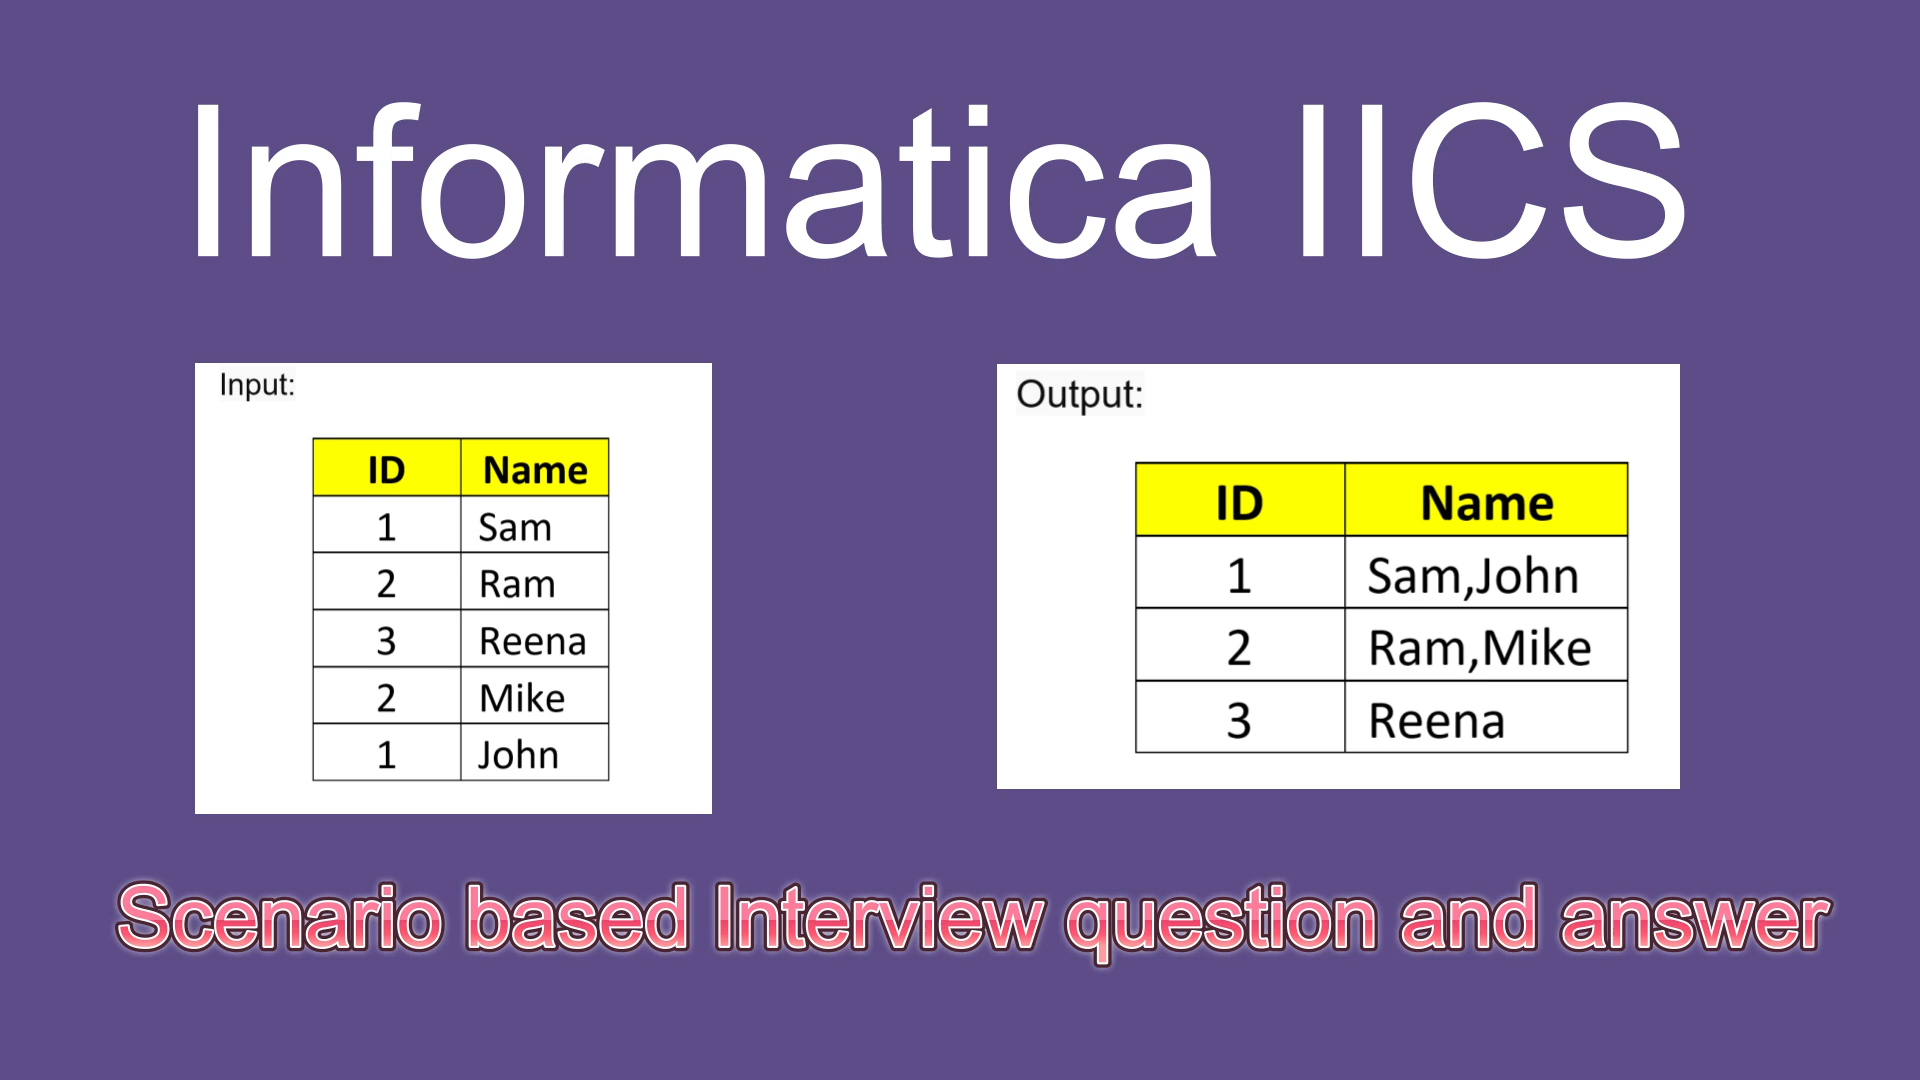 Informatica IICS
Input:
ID Name
1 Sam
2 Ram
3 Reena
2 Mike
1 John
Output:
ID Name
1 Sam,John
2 Ram,Mike
3 Reena
Scenario based Interview question and answer